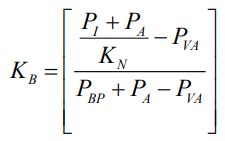 K_B = [ ( (P_I + P_A) / K_N − P_VA ) / ( P_BP + P_A − P_VA ) ]